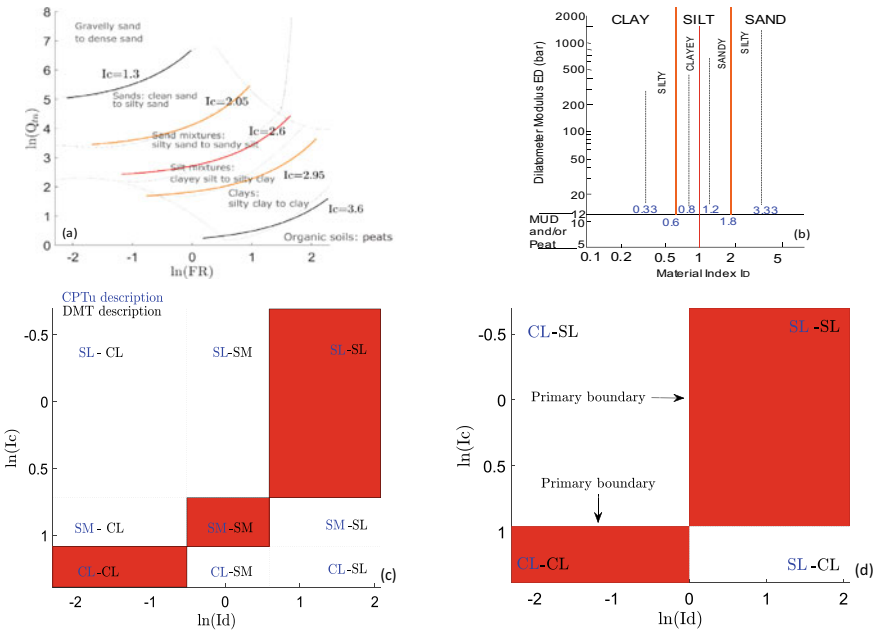 8
7
6
5
4
3
2
1
0
ln(Qtn)
Gravelly sand
to dense sand
Ic=1.3
Sands: clean sand
to silty sand
Ic=2.05
Sand mixtures:
silty sand to sandy silt
Ic=2.6
Silt mixtures:
clayey silt to silty clay
Ic=2.95
Clays:
silty clay to clay
Ic=3.6
Organic soils: peats
(a)
-2 -1 0 1 2
ln(FR)
Dilatometer Modulus ED (bar)
2000
1000
500
200
100
50
20
12
10
5
CLAY SILT SAND
SILTY
CLAYEY
SANDY
SILTY
0.33 0.8 1.2 3.33
0.6 1.8
MUD
and/or
Peat
(b)
0.1 0.2 0.5 1 2 5
Material Index ID
CPTu description
DMT description
-0.5
0
0.5
1
ln(Ic)
SL- CL SL-SM SL-SL
SM- CL SM-SM SM-SL
CL-CL CL-SM CL-SL
(c)
-2 -1 0 1 2
ln(Id)
-0.5
0
0.5
1
ln(Ic)
CL-SL SL-SL
Primary boundary
Primary boundary
CL-CL SL-CL
(d)
-2 -1 0 1 2
ln(Id)